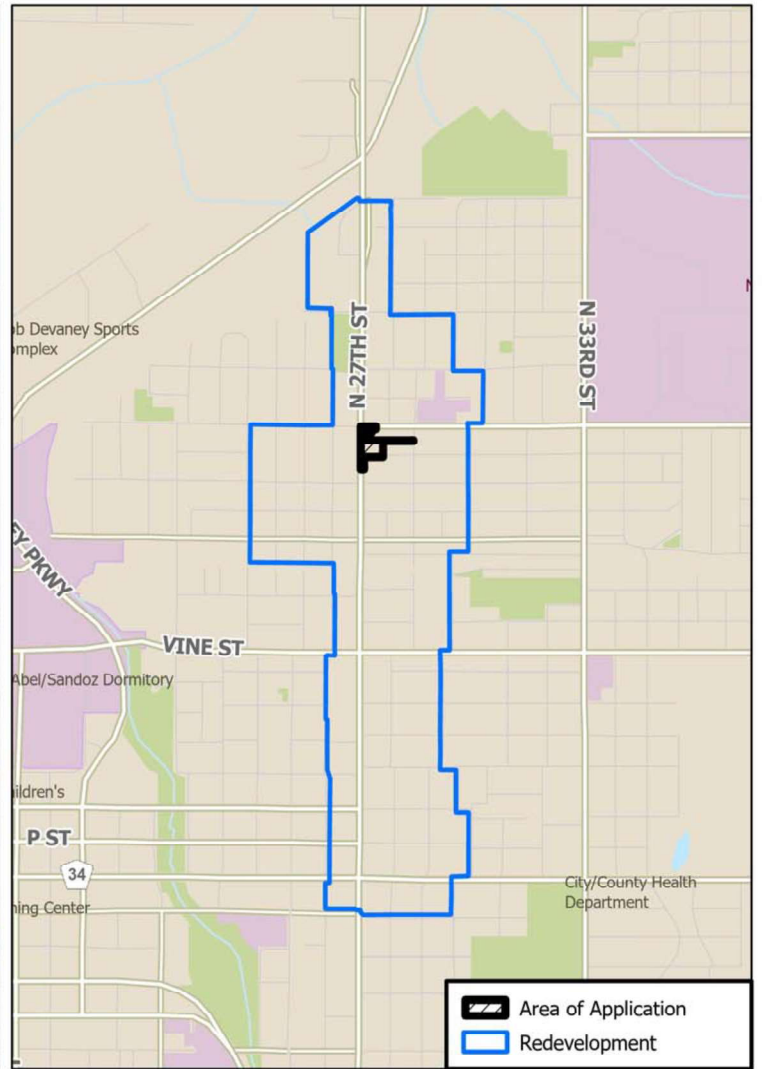 N 27TH ST
N 33RD ST
ob Devaney Sports
omplex
EY PKWY
VINE ST
Abel/Sandoz Dormitory
ildren's
P ST
34
City/County Health
Department
ning Center
Area of Application
Redevelopment